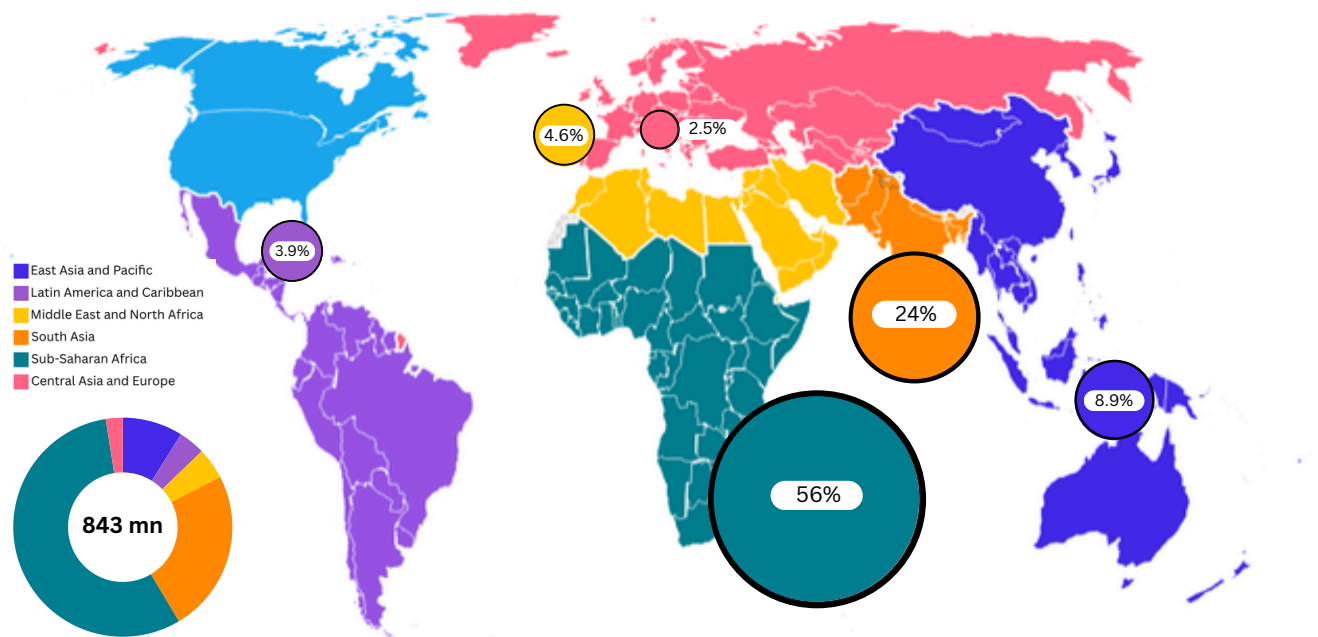 4.6%
2.5%
3.9%
East Asia and Pacific
Latin America and Caribbean
Middle East and North Africa
South Asia
Sub-Saharan Africa
Central Asia and Europe
24%
8.9%
56%
843 mn